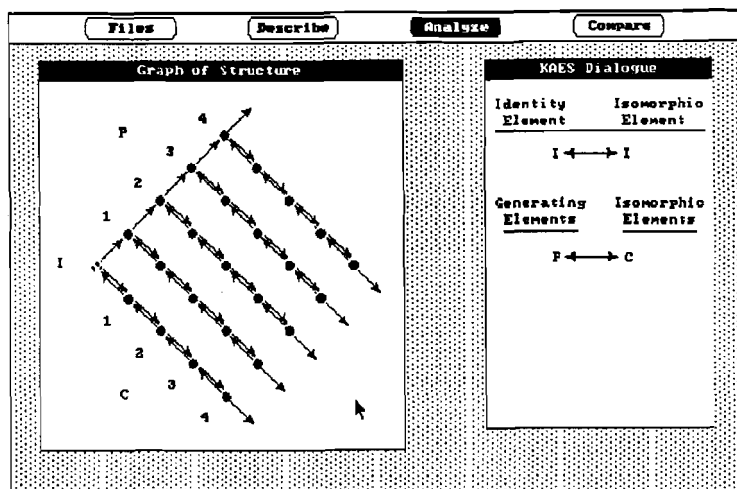 Files Describe Analyze Compare
Graph of Structure
KAES Dialogue
P
4
3
2
1
I
1
2
3
4
C
Identity Isomorphic
Element Element
I I
Generating Isomorphic
Elements Elements
P C